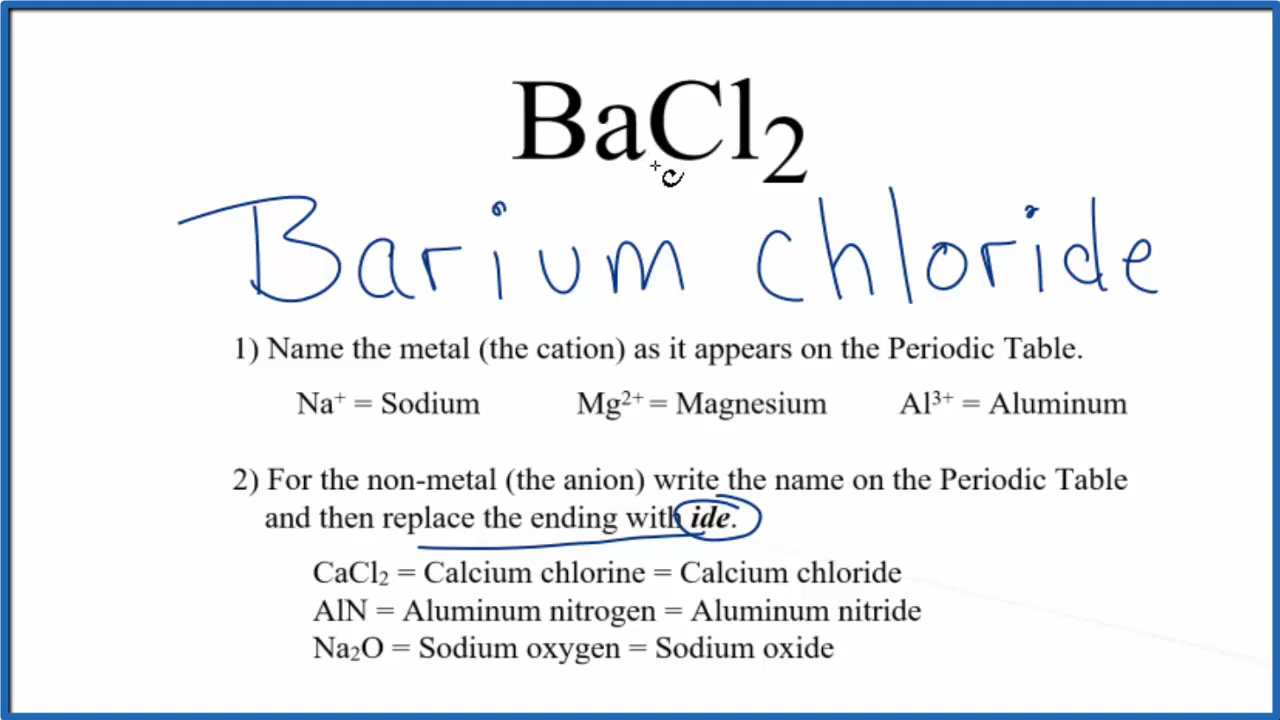 BaCl₂
Barium chloride
1) Name the metal (the cation) as it appears on the Periodic Table.
Na⁺ = Sodium Mg²⁺ = Magnesium Al³⁺ = Aluminum
2) For the non-metal (the anion) write the name on the Periodic Table
and then replace the ending with ide.
CaCl₂ = Calcium chlorine = Calcium chloride
AlN = Aluminum nitrogen = Aluminum nitride
Na₂O = Sodium oxygen = Sodium oxide